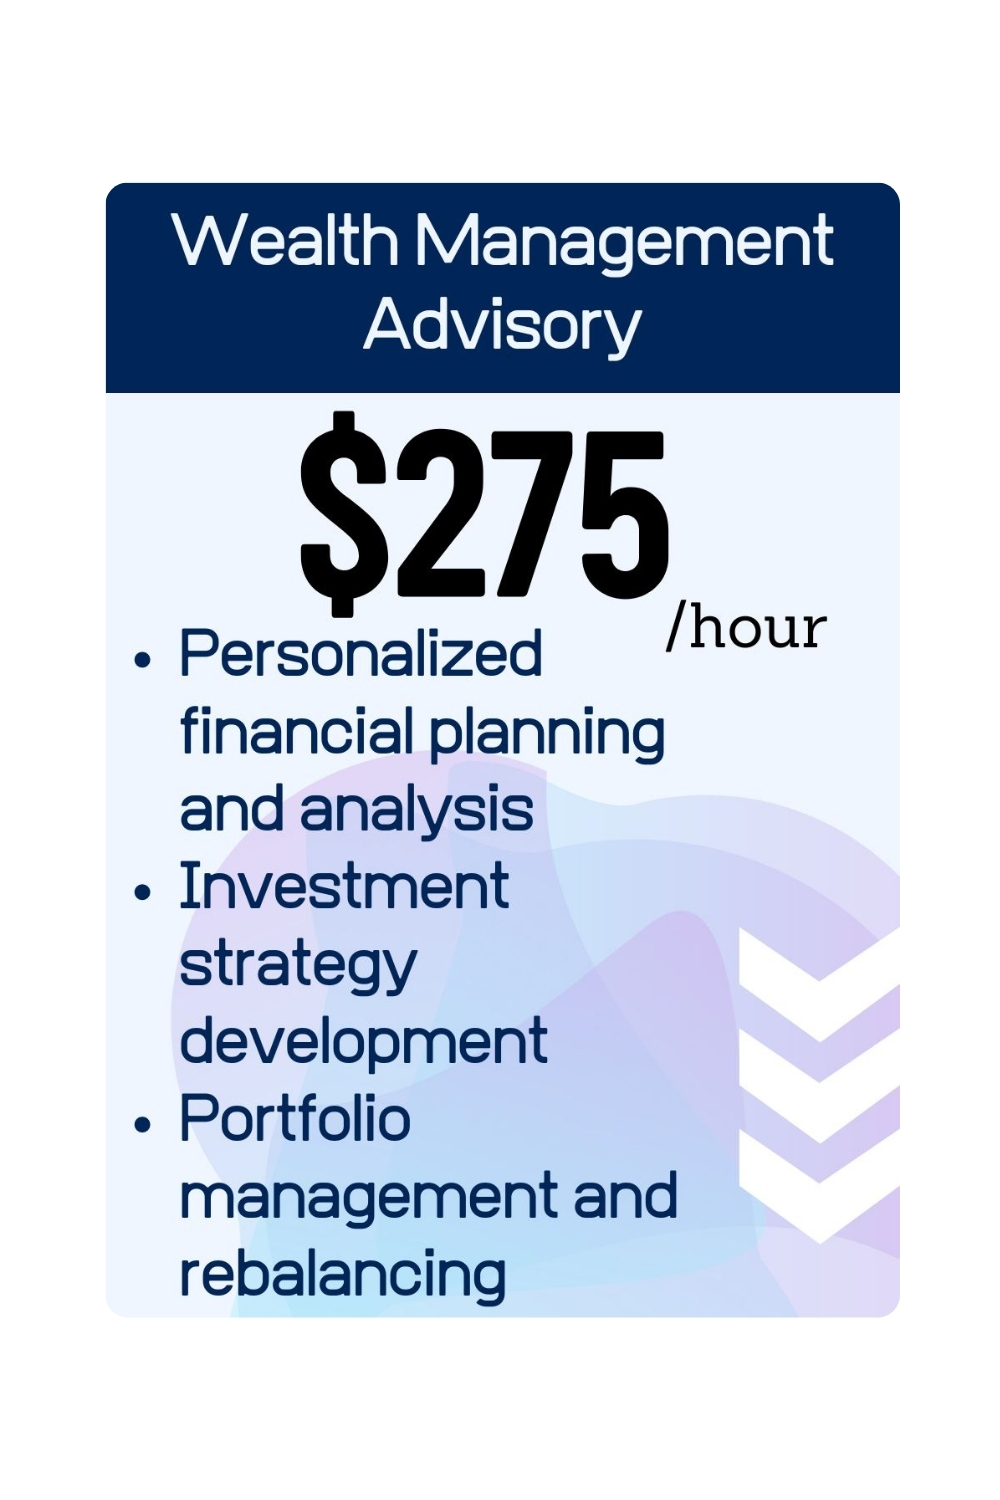 Wealth Management
Advisory
$275
/hour
• Personalized
financial planning
and analysis
• Investment
strategy
development
• Portfolio
management and
rebalancing